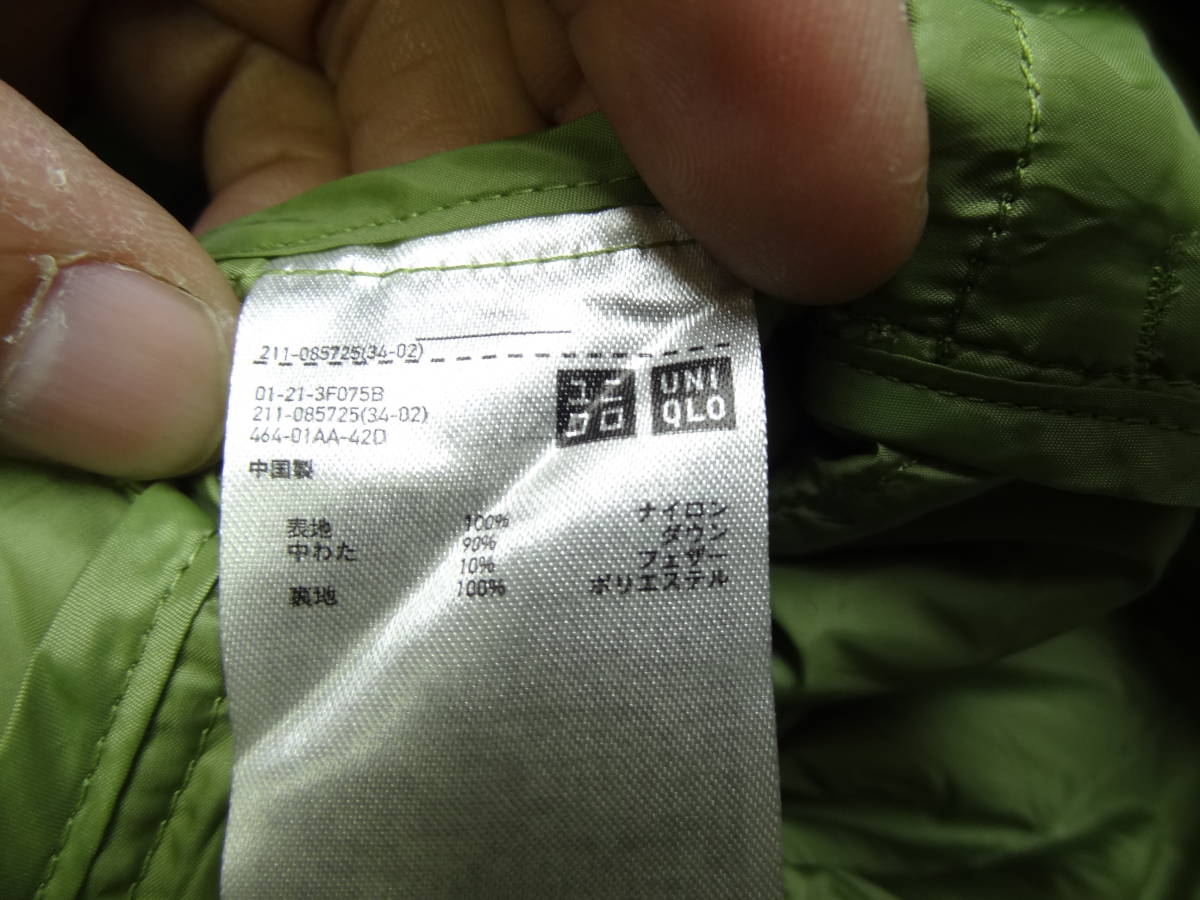 211-085725(34-02)
01-21-3F075B
211-085725(34-02)
464-01AA-42D
中国製
ユニ
クロ
UNI
QLO
表地 100% ナイロン
中わた 90% ダウン
10% フェザー
裏地 100% ポリエステル